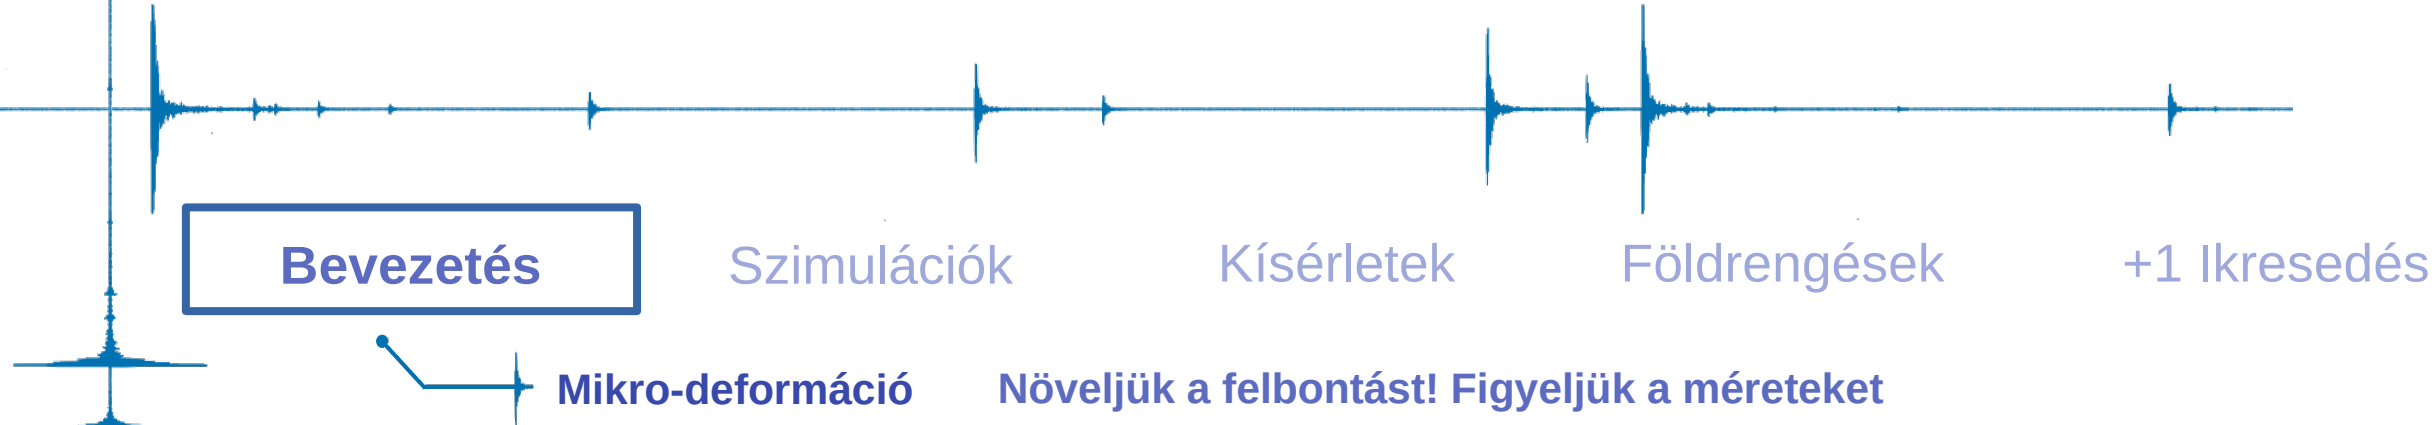 Bevezetés Szimulációk Kísérletek Földrengések +1 Ikresedés
Mikro-deformáció Növeljük a felbontást! Figyeljük a méreteket